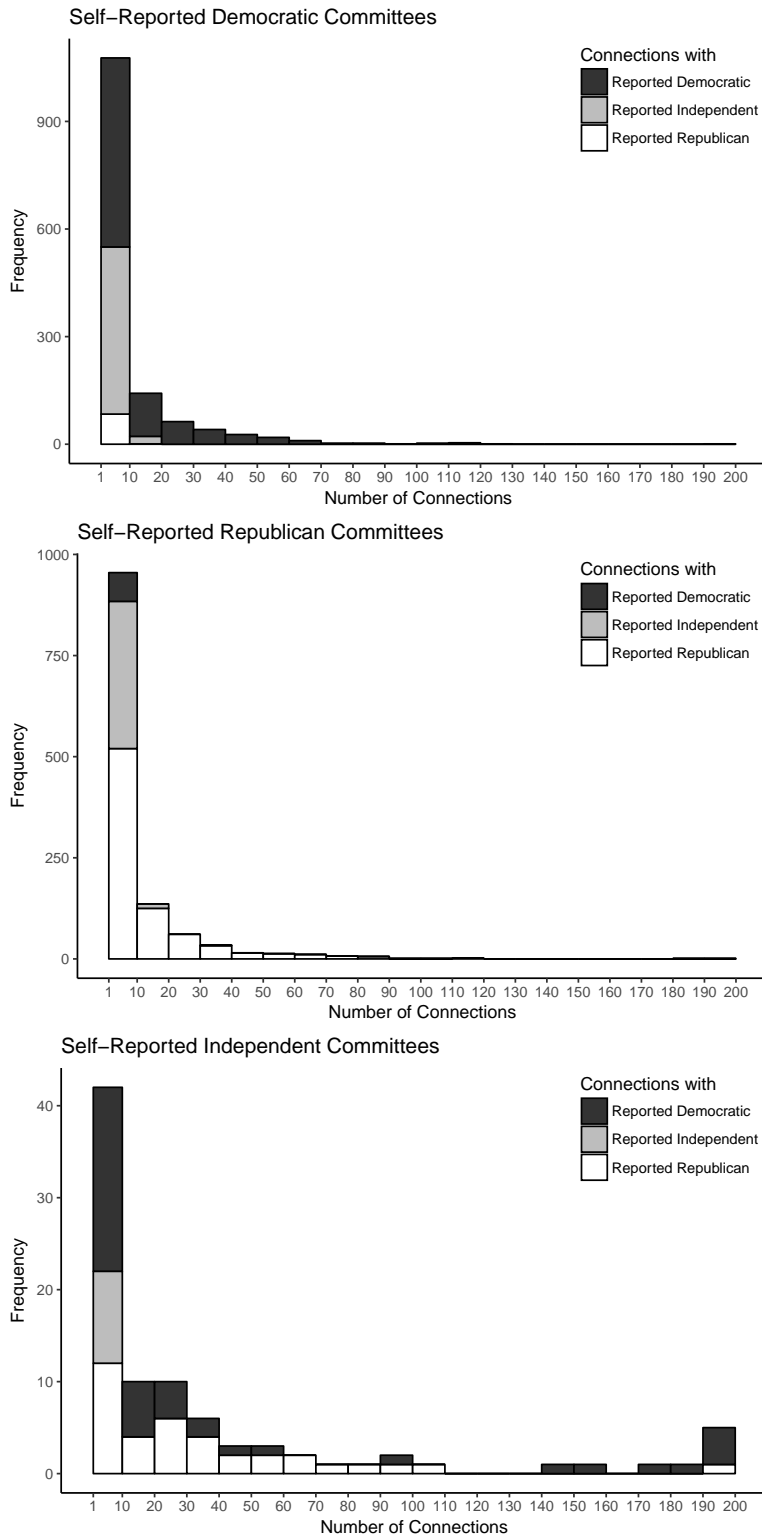 Self−Reported Democratic Committees
Connections with
Reported Democratic
Reported Independent
Reported Republican
900
600
300
0
Frequency
1 10 20 30 40 50 60 70 80 90 100 110 120 130 140 150 160 170 180 190 200
Number of Connections
Self−Reported Republican Committees
Connections with
Reported Democratic
Reported Independent
Reported Republican
1000
750
500
250
0
Frequency
1 10 20 30 40 50 60 70 80 90 100 110 120 130 140 150 160 170 180 190 200
Number of Connections
Self−Reported Independent Committees
Connections with
Reported Democratic
Reported Independent
Reported Republican
40
30
20
10
0
Frequency
1 10 20 30 40 50 60 70 80 90 100 110 120 130 140 150 160 170 180 190 200
Number of Connections